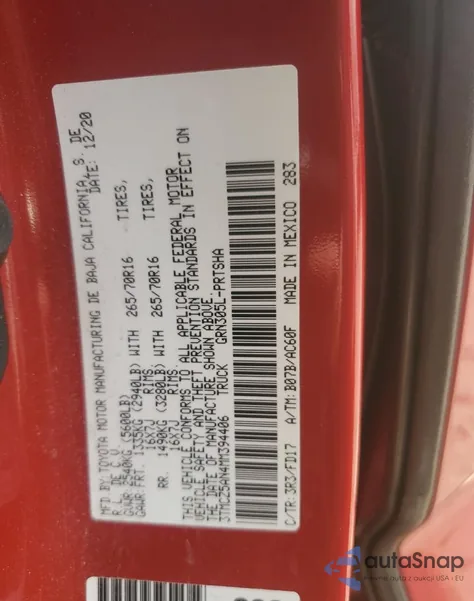 MFD. BY: TOYOTA MOTOR MANUFACTURING DE BAJA CALIFORNIA, S. DE
R. L. DE DATE: 12/20
GVWR 2540KG (5600LB)
GAWR: FRT. 1335KG (2940LB) WITH 265/70R16 TIRES,
16X7J RIMS,
RR. 1490KG (3280LB) WITH 265/70R16 TIRES,
16X7J RIMS
THIS VEHICLE CONFORMS TO ALL APPLICABLE FEDERAL MOTOR
VEHICLE SAFETY AND THEFT PREVENTION STANDARDS IN EFFECT ON
THE DATE OF MANUFACTURE SHOWN ABOVE.
3TMCZ5AN4MM394406 TRUCK GRN305L-PRTSHA
C/TR: 3R3/FD17 A/TM: B07B/AC60F MADE IN MEXICO 283
autoSnap
aukcji USA - EU